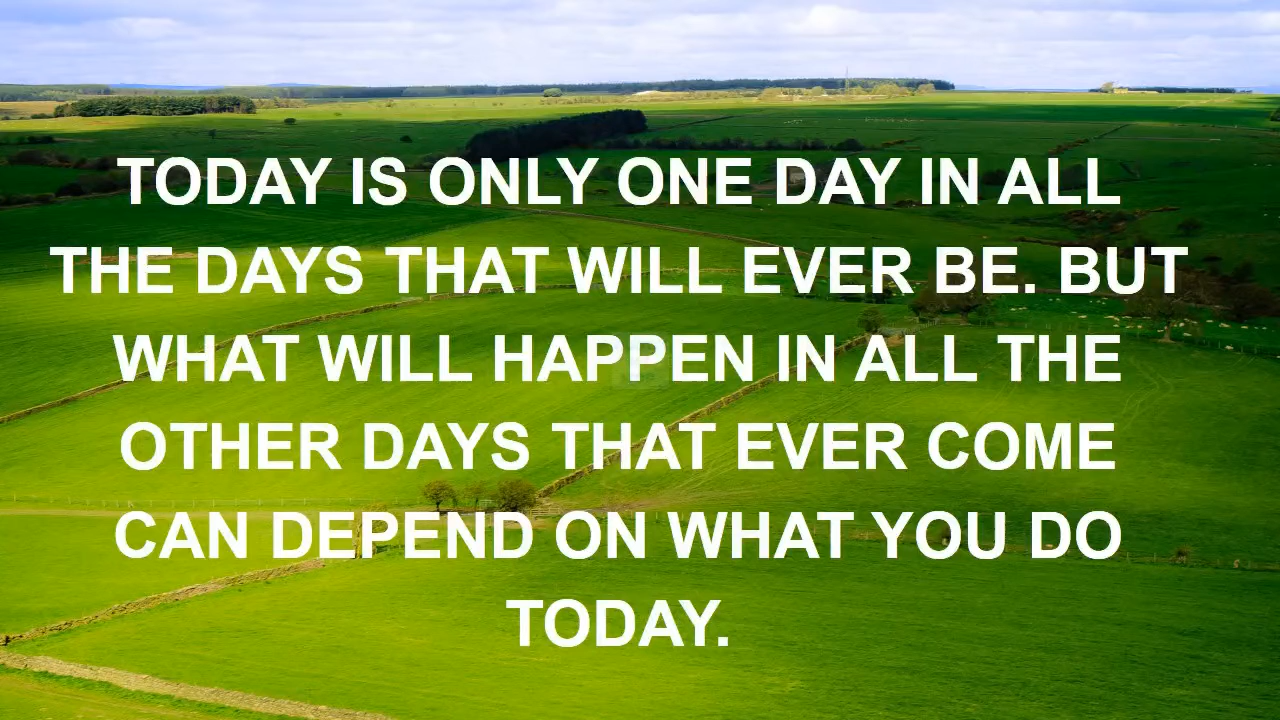 TODAY IS ONLY ONE DAY IN ALL
THE DAYS THAT WILL EVER BE. BUT
WHAT WILL HAPPEN IN ALL THE
OTHER DAYS THAT EVER COME
CAN DEPEND ON WHAT YOU DO
TODAY.